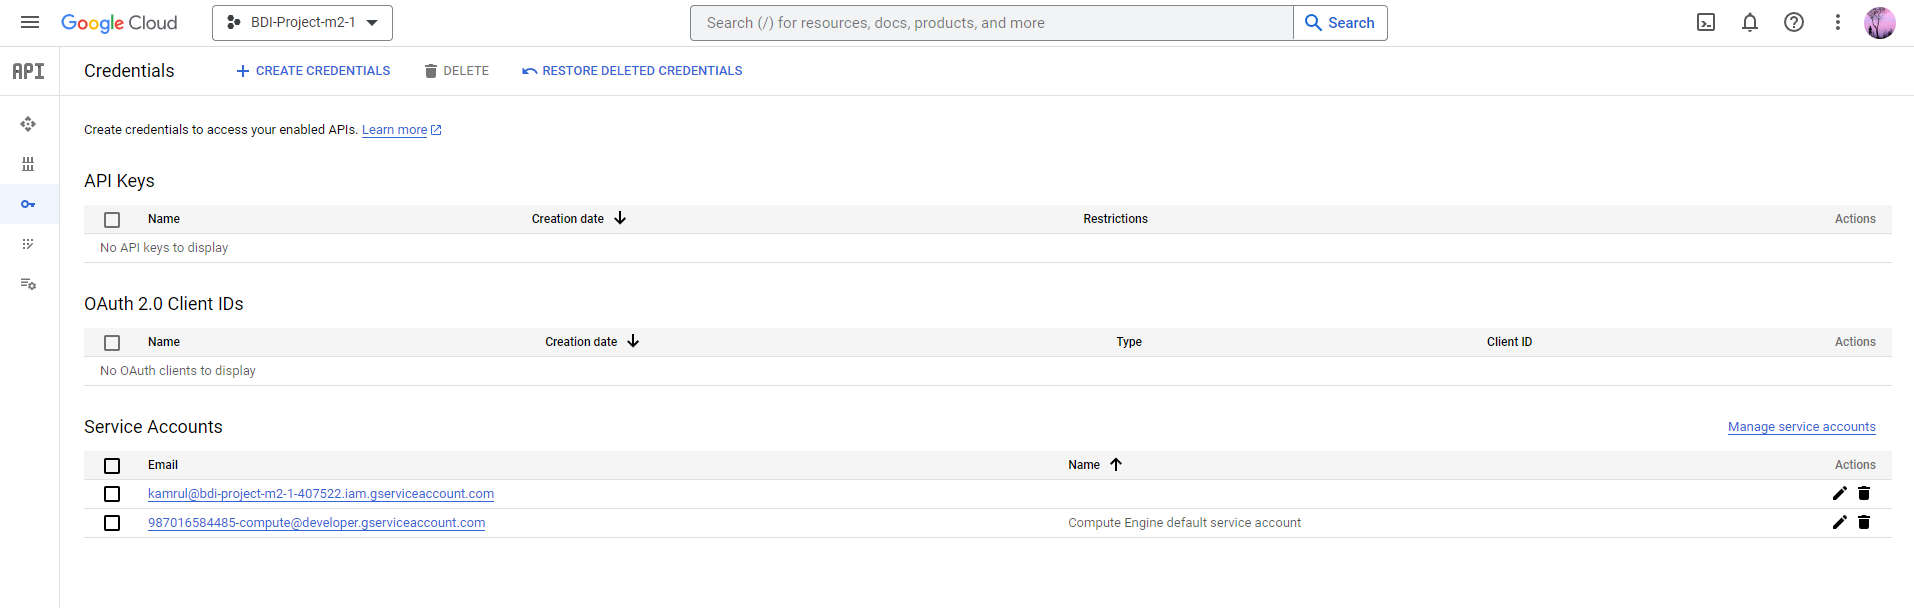 Google Cloud
BDI-Project-m2-1
Search (/) for resources, docs, products, and more
Search
API
Credentials
CREATE CREDENTIALS
DELETE
RESTORE DELETED CREDENTIALS
Create credentials to access your enabled APIs. Learn more
API Keys
Name Creation date Restrictions Actions
No API keys to display
OAuth 2.0 Client IDs
Name Creation date Type Client ID Actions
No OAuth clients to display
Service Accounts
Manage service accounts
Email Name Actions
kamrul@bdi-project-m2-1-407522.iam.gserviceaccount.com
987016584485-compute@developer.gserviceaccount.com Compute Engine default service account